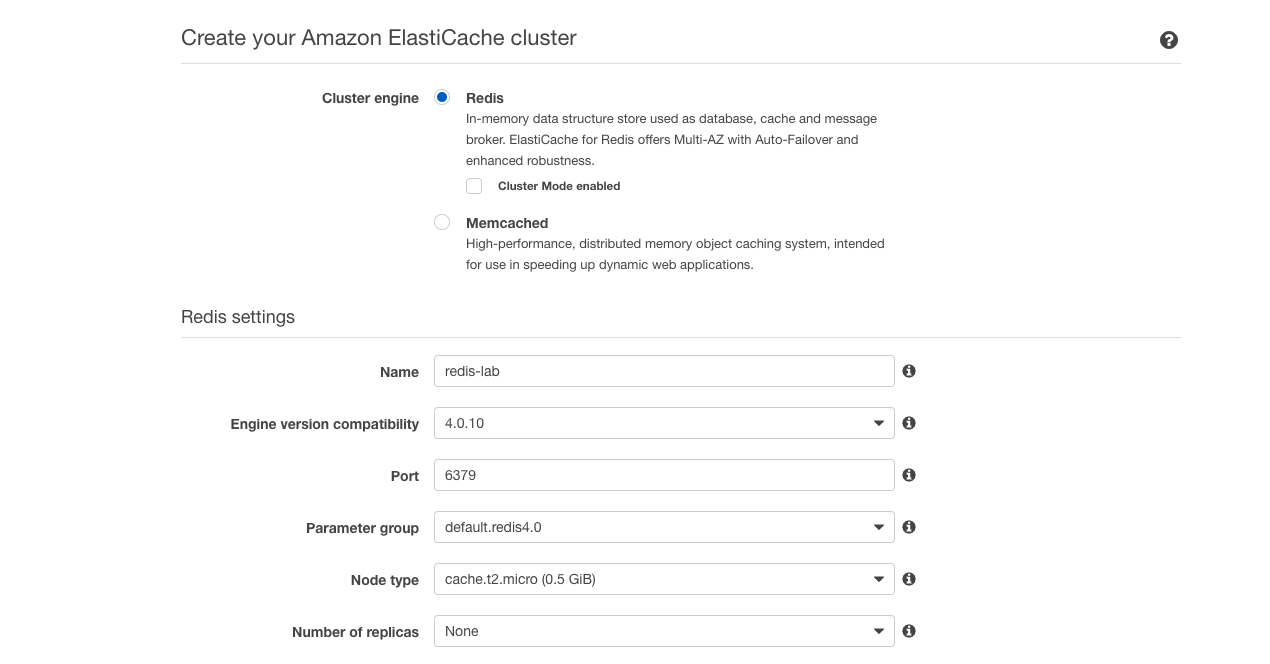 Create your Amazon ElastiCache cluster
Cluster engine
Redis
In-memory data structure store used as database, cache and message
broker. ElastiCache for Redis offers Multi-AZ with Auto-Failover and
enhanced robustness.
Cluster Mode enabled
Memcached
High-performance, distributed memory object caching system, intended
for use in speeding up dynamic web applications.
Redis settings
Name redis-lab
Engine version compatibility 4.0.10
Port 6379
Parameter group default.redis4.0
Node type cache.t2.micro (0.5 GiB)
Number of replicas None